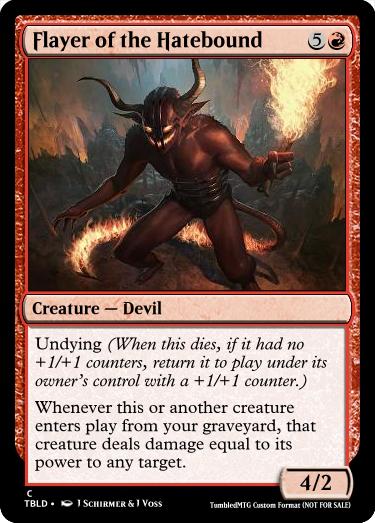 Flayer of the Hatebound 5
Creature — Devil
Undying (When this dies, if it had no
+1/+1 counters, return it to play under its
owner's control with a +1/+1 counter.)
Whenever this or another creature
enters play from your graveyard, that
creature deals damage equal to its
power to any target.
4/2
C
TBLD • J Schirmer & J Voss
TumbledMTG Custom Format (NOT FOR SALE)